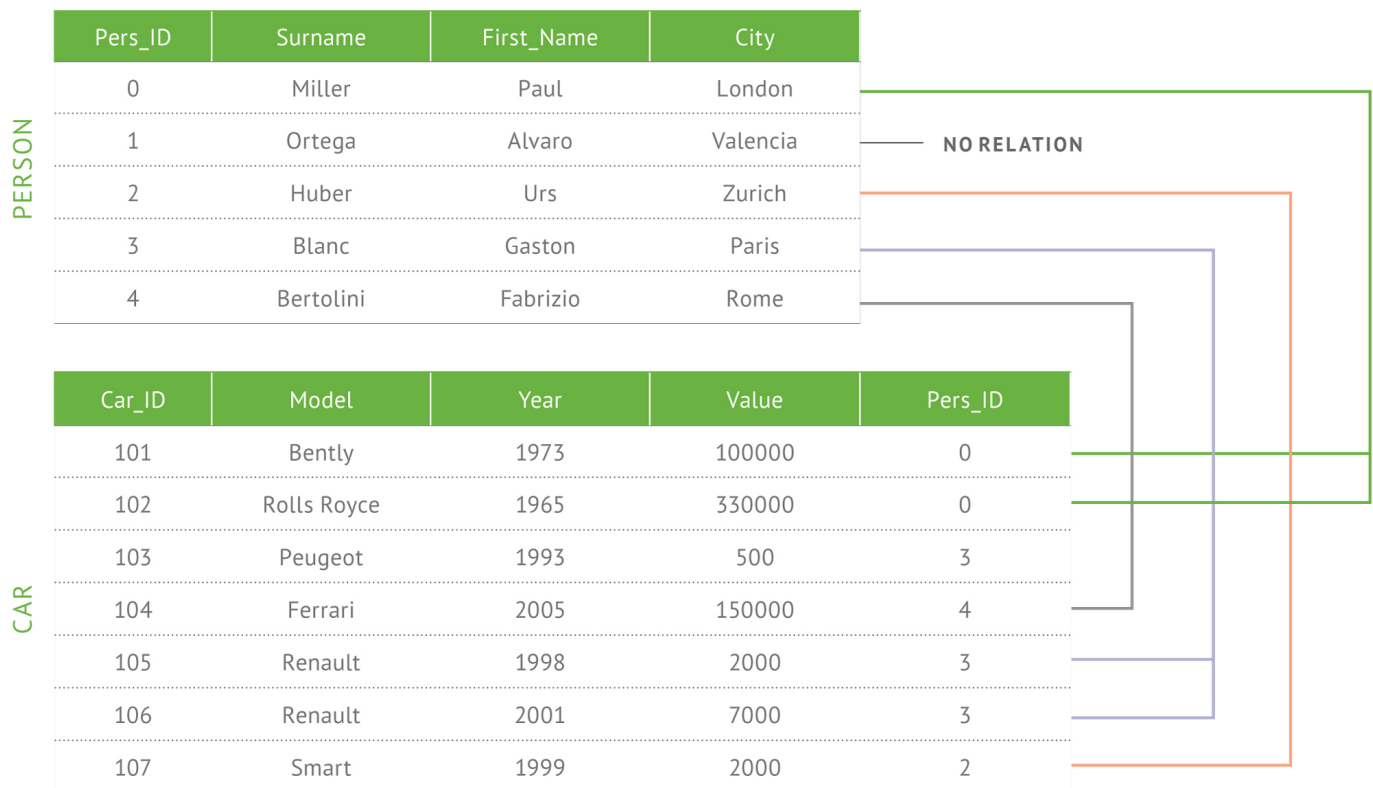 PERSON
Pers_ID Surname First_Name City
0 Miller Paul London
1 Ortega Alvaro Valencia NO RELATION
2 Huber Urs Zurich
3 Blanc Gaston Paris
4 Bertolini Fabrizio Rome
CAR
Car_ID Model Year Value Pers_ID
101 Bently 1973 100000 0
102 Rolls Royce 1965 330000 0
103 Peugeot 1993 500 3
104 Ferrari 2005 150000 4
105 Renault 1998 2000 3
106 Renault 2001 7000 3
107 Smart 1999 2000 2